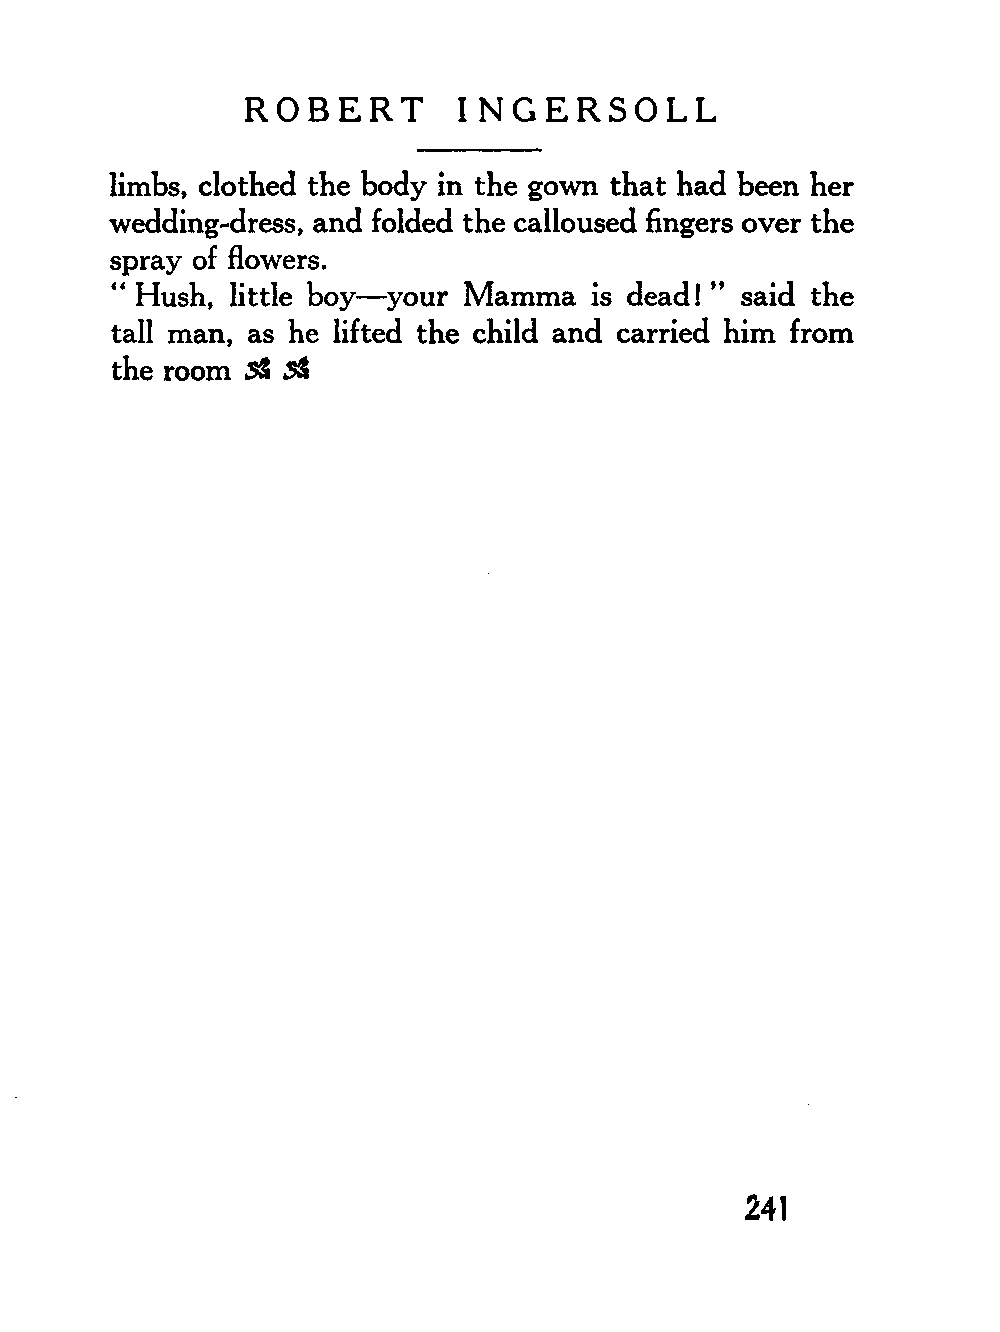 ROBERT INGERSOLL
limbs, clothed the body in the gown that had been her
wedding-dress, and folded the calloused fingers over the
spray of flowers.
“ Hush, little boy—your Mamma is dead! ” said the
tall man, as he lifted the child and carried him from
the room
241